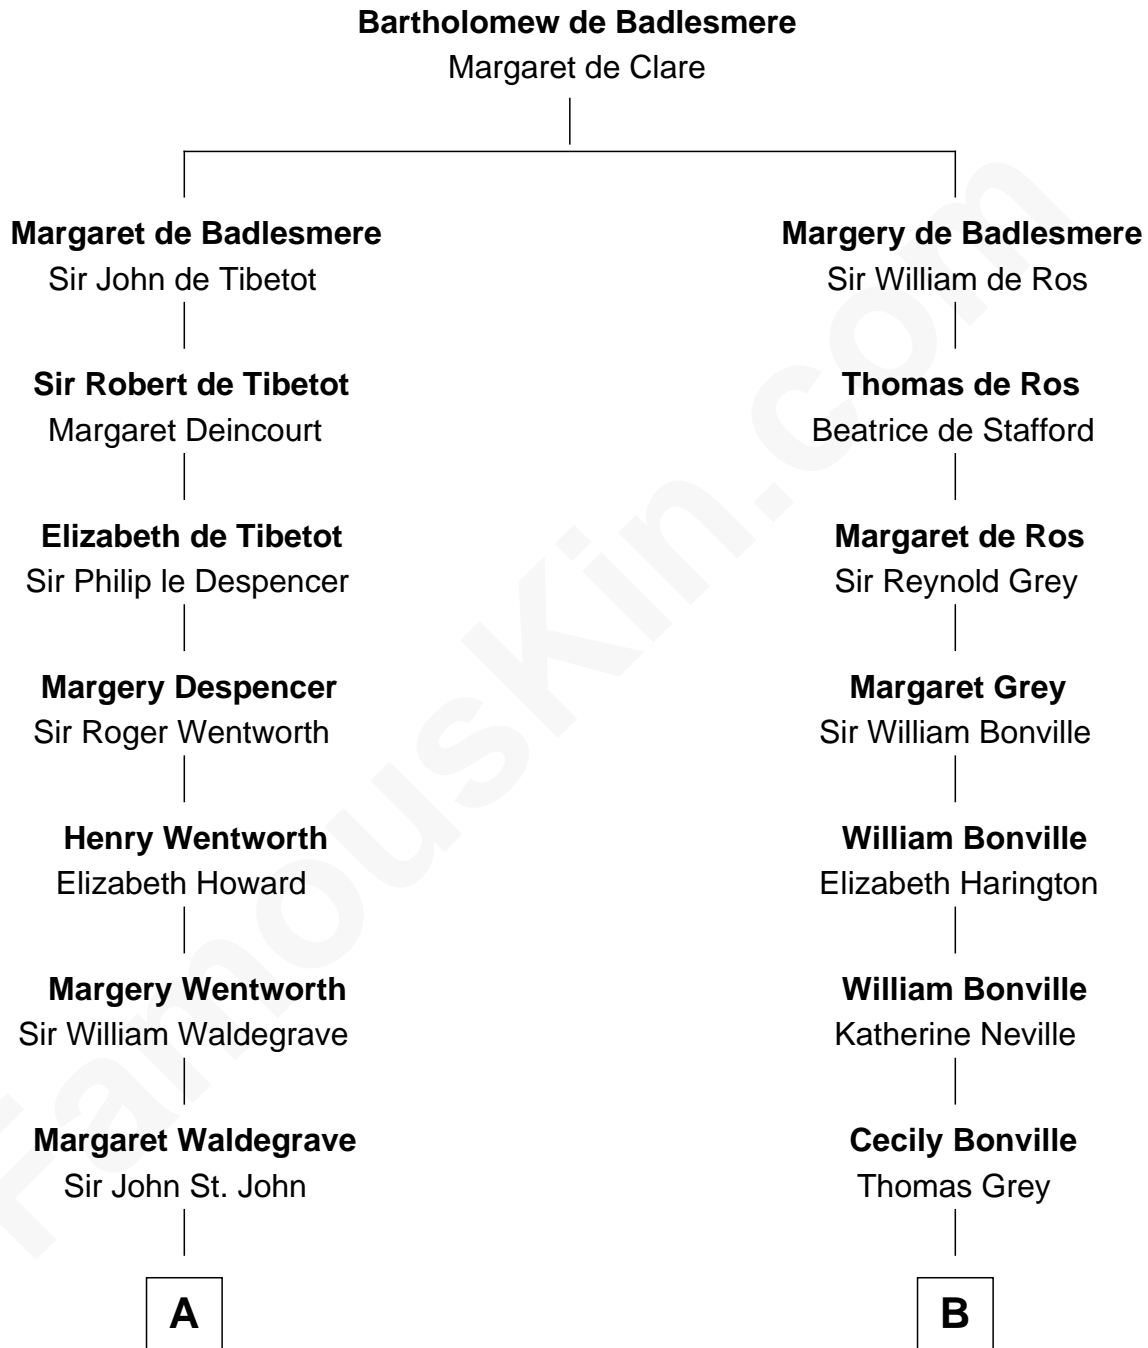 Bartholomew de Badlesmere
Margaret de Clare
Margaret de Badlesmere
Sir John de Tibetot
Sir Robert de Tibetot
Margaret Deincourt
Elizabeth de Tibetot
Sir Philip le Despencer
Margery Despencer
Sir Roger Wentworth
Henry Wentworth
Elizabeth Howard
Margery Wentworth
Sir William Waldegrave
Margaret Waldegrave
Sir John St. John
A
Margery de Badlesmere
Sir William de Ros
Thomas de Ros
Beatrice de Stafford
Margaret de Ros
Sir Reynold Grey
Margaret Grey
Sir William Bonville
William Bonville
Elizabeth Harington
William Bonville
Katherine Neville
Cecily Bonville
Thomas Grey
B
FamousKin.com